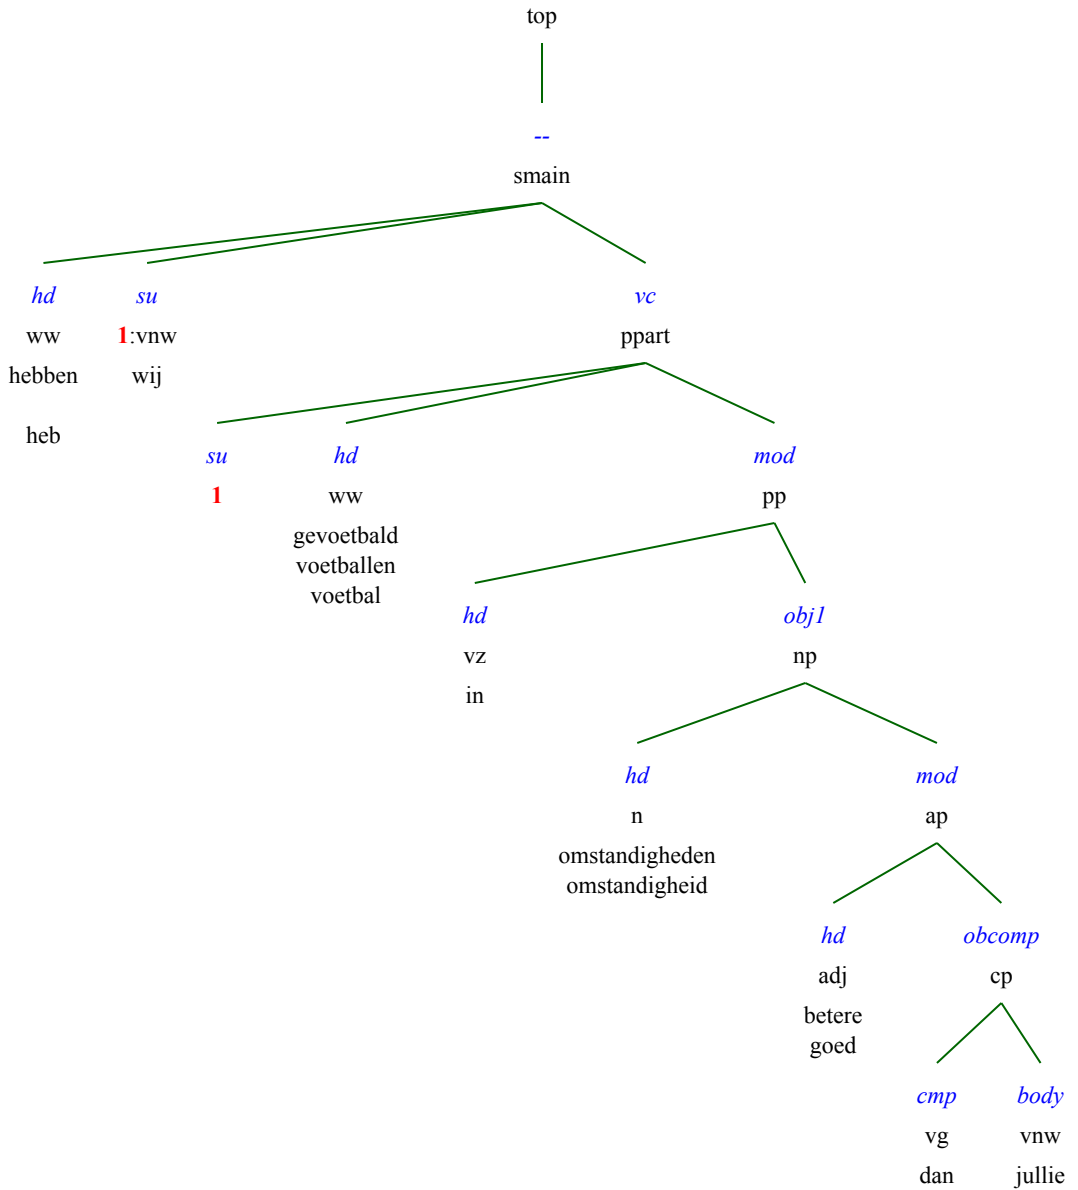 top
--
smain
hd su vc
ww 1:vnw ppart
hebben wij
heb
su hd mod
1 ww pp
gevoetbald
voetballen
voetbal
hd obj1
vz np
in
hd mod
n ap
omstandigheden
omstandigheid
hd obcomp
adj cp
betere
goed
cmp body
vg vnw
dan jullie